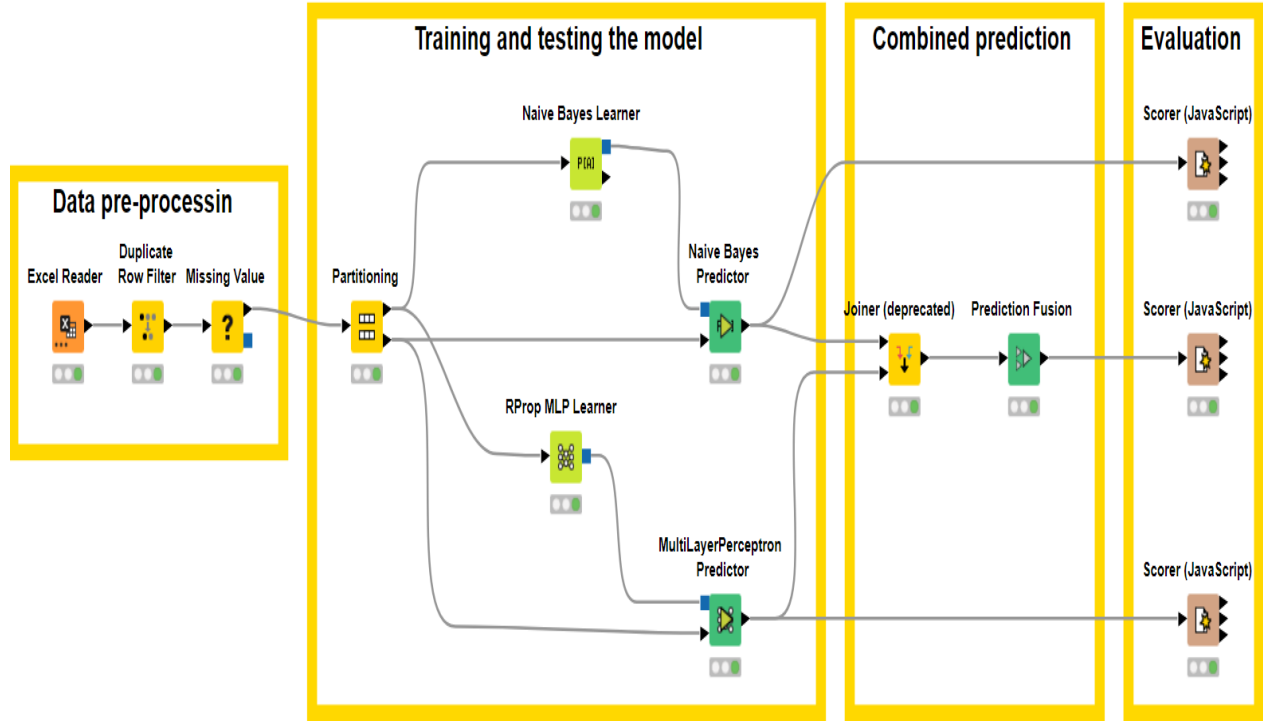 Training and testing the model
Combined prediction
Evaluation
Naive Bayes Learner
Scorer (JavaScript)
P[A]
Data pre-processin
Duplicate
Row Filter
Excel Reader
Missing Value
?
Partitioning
Naive Bayes
Predictor
Joiner (deprecated)
Prediction Fusion
Scorer (JavaScript)
RProp MLP Learner
MultiLayerPerceptron
Predictor
Scorer (JavaScript)